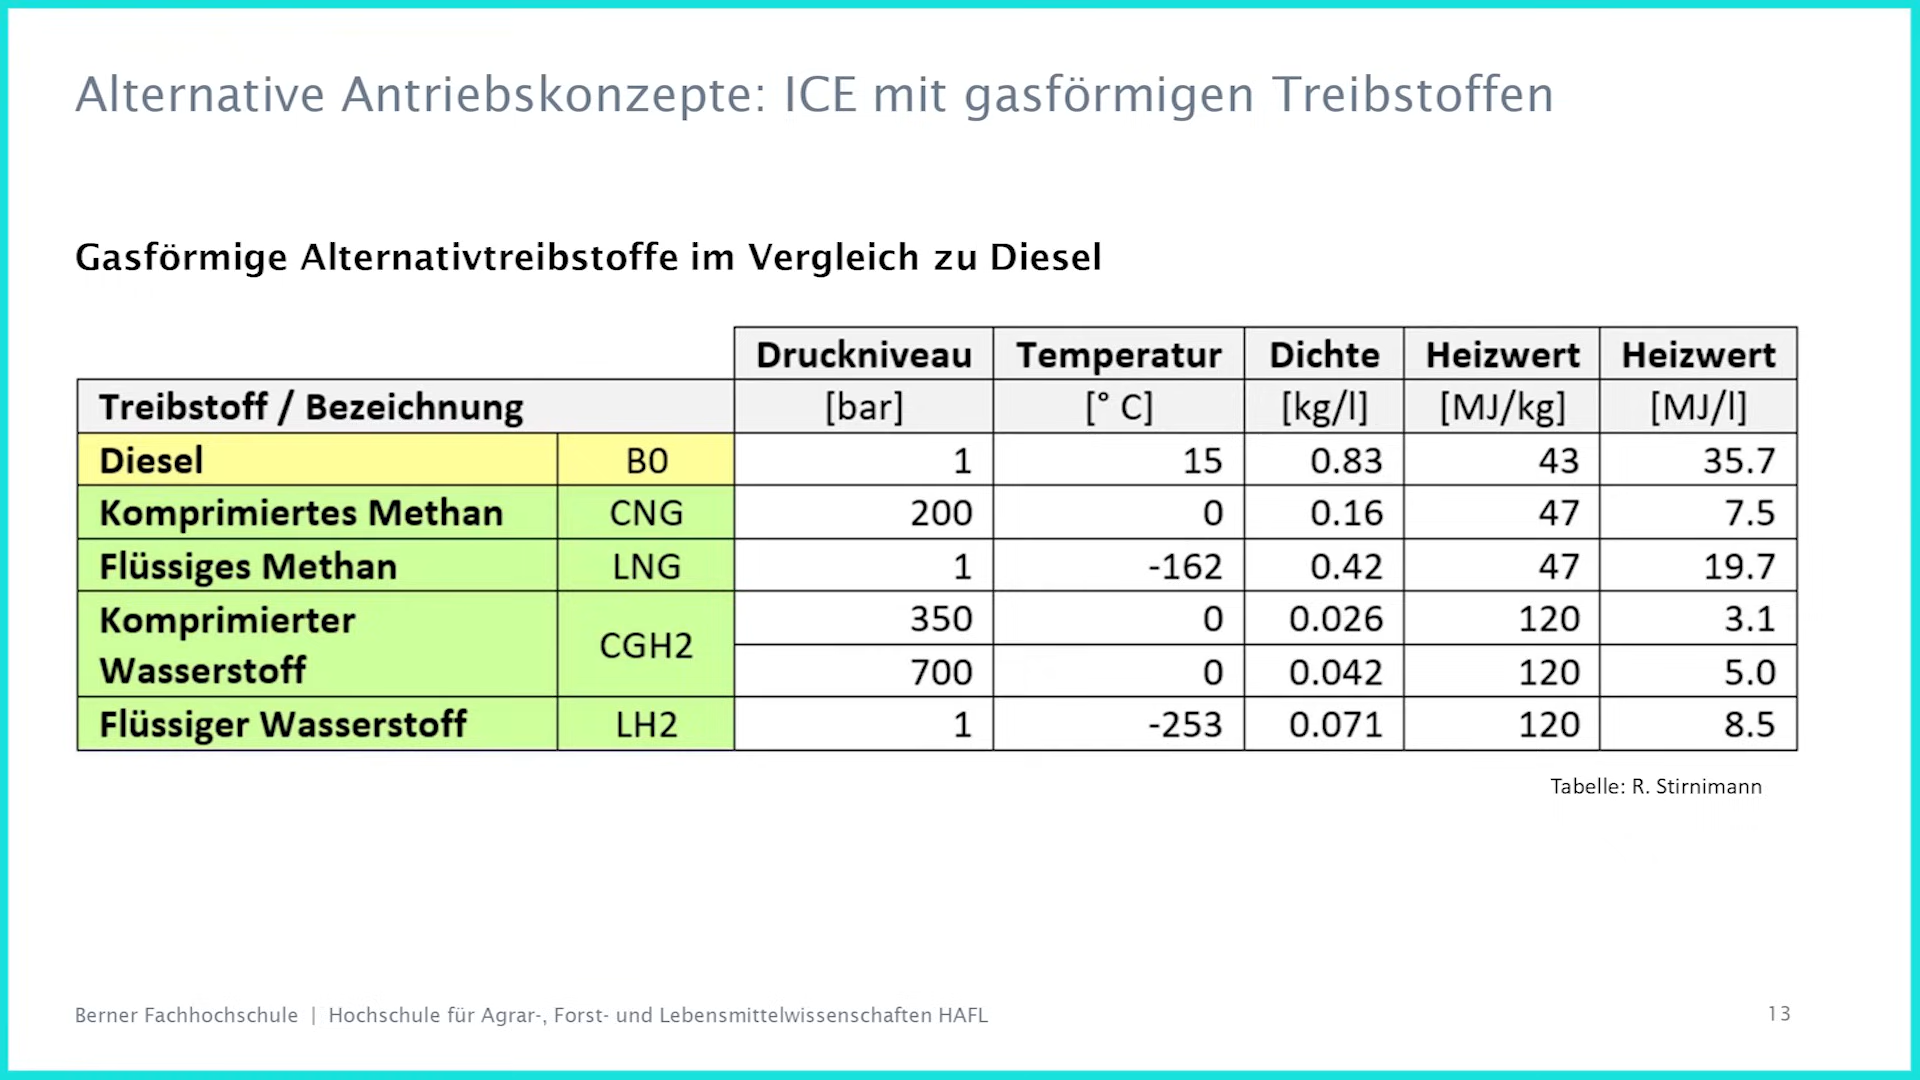 Alternative Antriebskonzepte: ICE mit gasförmigen Treibstoffen
Gasförmige Alternativtreibstoffe im Vergleich zu Diesel
Druckniveau Temperatur Dichte Heizwert Heizwert
Treibstoff / Bezeichnung [bar] [° C] [kg/l] [MJ/kg] [MJ/l]
Diesel B0 1 15 0.83 43 35.7
Komprimiertes Methan CNG 200 0 0.16 47 7.5
Flüssiges Methan LNG 1 -162 0.42 47 19.7
Komprimierter Wasserstoff CGH2 350 0 0.026 120 3.1
700 0 0.042 120 5.0
Flüssiger Wasserstoff LH2 1 -253 0.071 120 8.5
Tabelle: R. Stirnimann
Berner Fachhochschule | Hochschule für Agrar-, Forst- und Lebensmittelwissenschaften HAFL 13